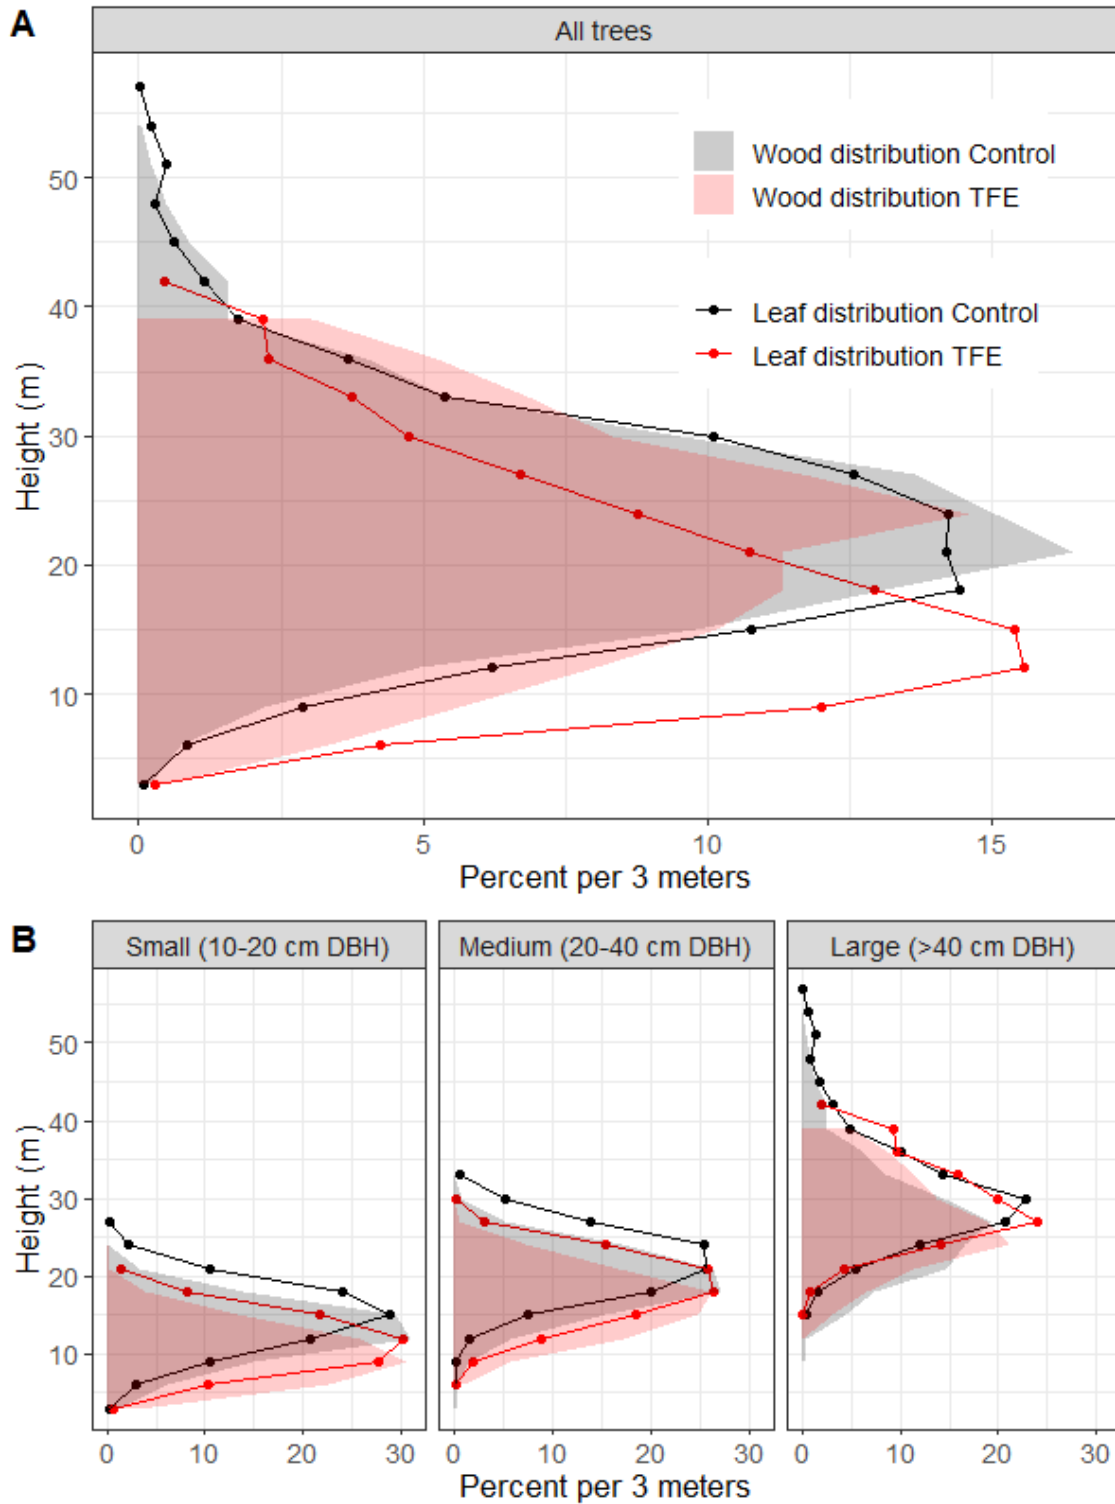 A
All trees
Wood distribution Control
Wood distribution TFE
Leaf distribution Control
Leaf distribution TFE
50
40
30
20
10
Height (m)
0 5 10 15
Percent per 3 meters
B
Small (10-20 cm DBH) Medium (20-40 cm DBH) Large (>40 cm DBH)
50
40
30
20
10
Height (m)
0 10 20 30 0 10 20 30 0 10 20 30
Percent per 3 meters